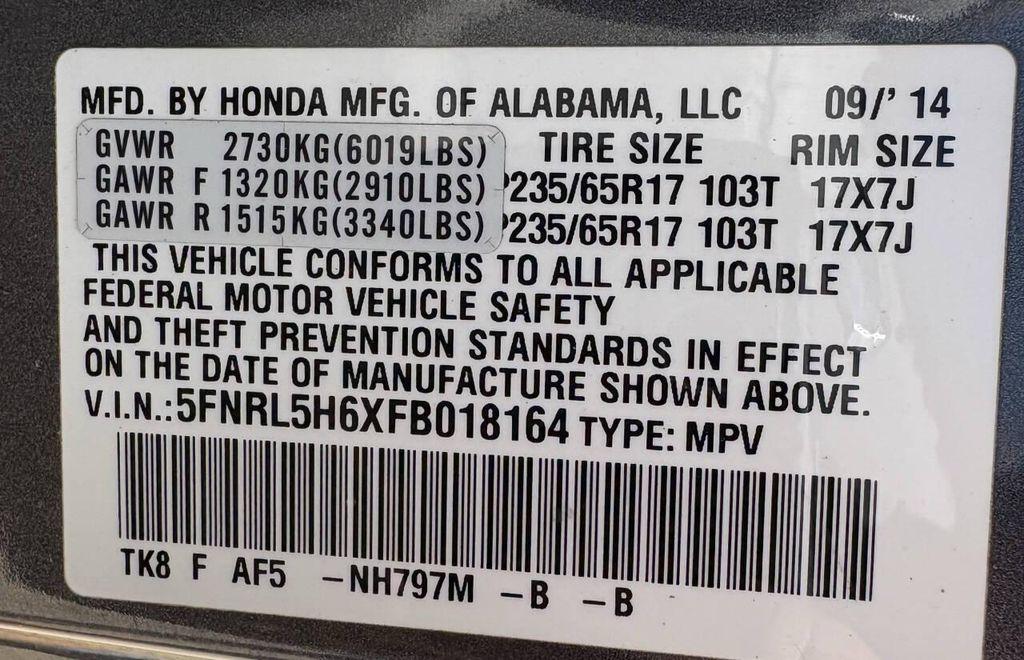 MFD. BY HONDA MFG. OF ALABAMA, LLC 09/' 14
GVWR 2730KG(6019LBS) TIRE SIZE RIM SIZE
GAWR F 1320KG(2910LBS) P235/65R17 103T 17X7J
GAWR R 1515KG(3340LBS) P235/65R17 103T 17X7J
THIS VEHICLE CONFORMS TO ALL APPLICABLE
FEDERAL MOTOR VEHICLE SAFETY
AND THEFT PREVENTION STANDARDS IN EFFECT
ON THE DATE OF MANUFACTURE SHOWN ABOVE.
V.I.N.:5FNRL5H6XFB018164 TYPE: MPV
TK8 F AF5 -NH797M -B -B